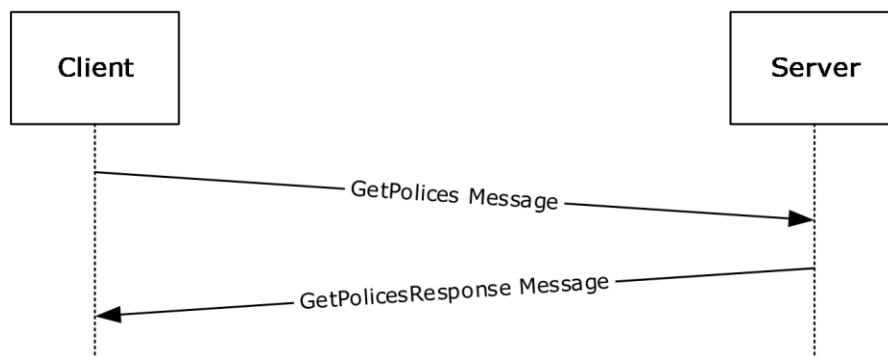 Client
Server
GetPolices Message
GetPolicesResponse Message